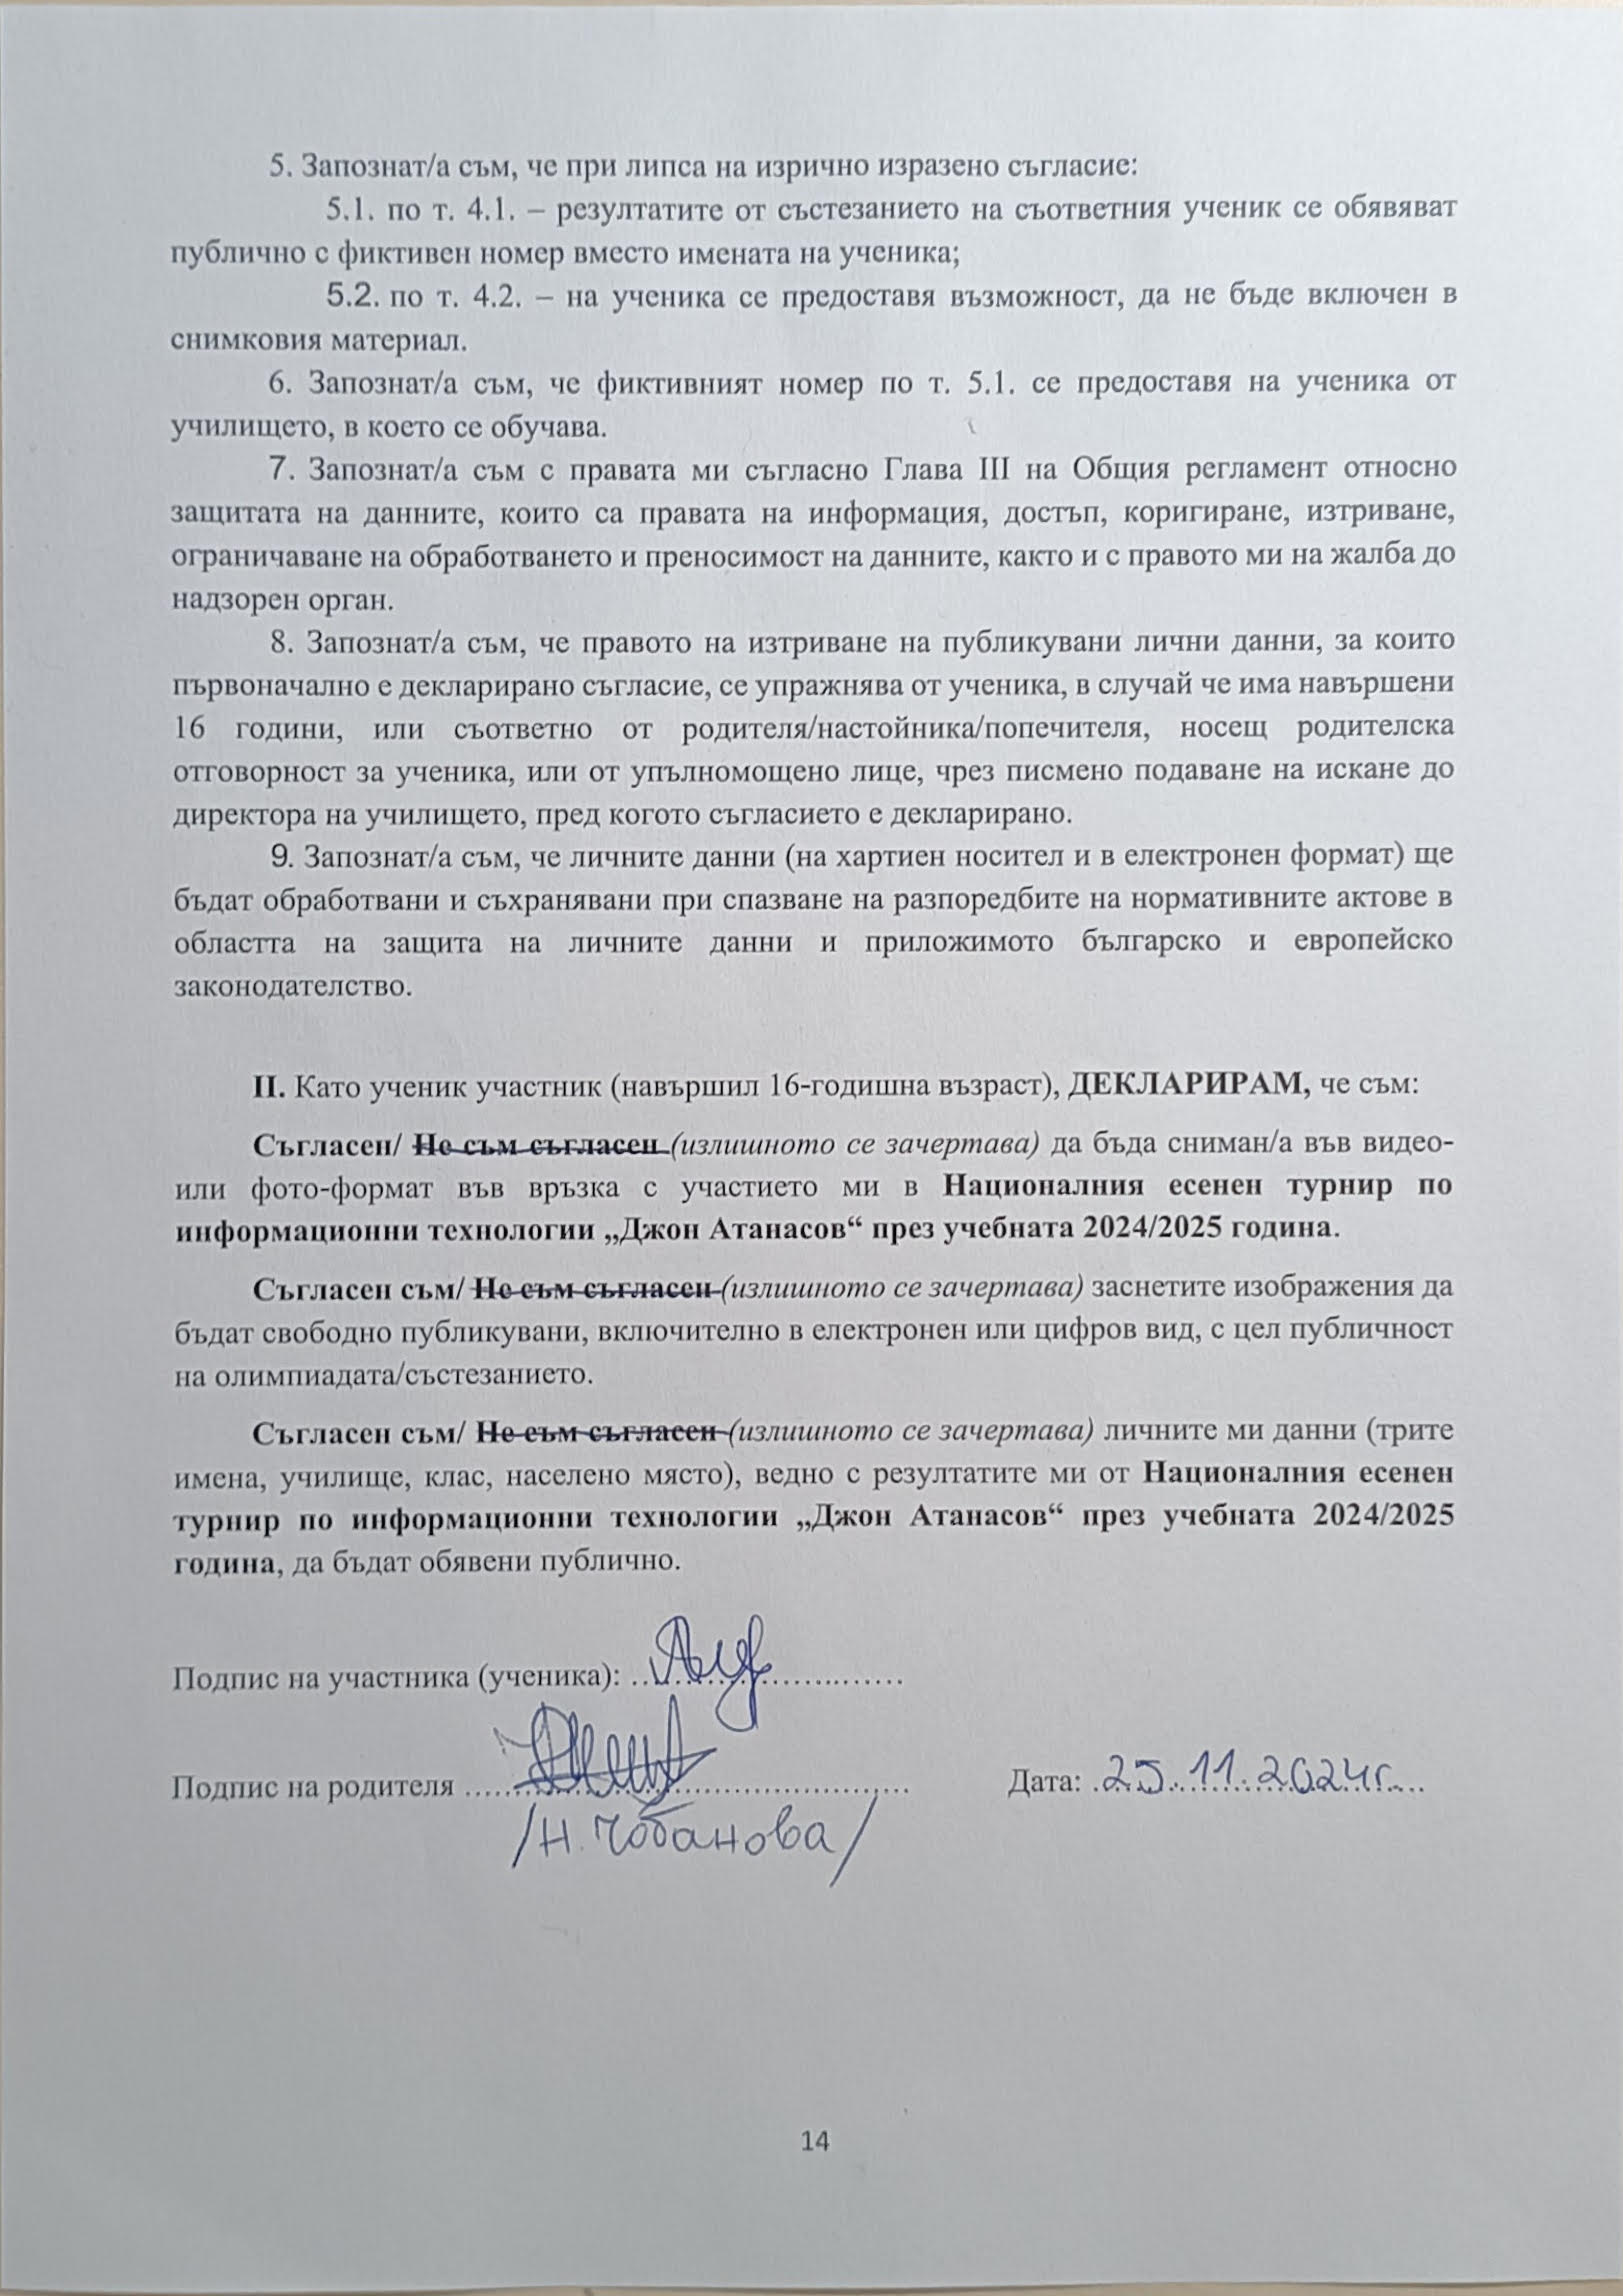 5. Запознат/а съм, че при липса на изрично изразено съгласие:
5.1. по т. 4.1. – резултатите от състезанието на съответния ученик се обявяват
публично с фиктивен номер вместо имената на ученика;
5.2. по т. 4.2. – на ученика се предоставя възможност, да не бъде включен в
снимковия материал.
6. Запознат/а съм, че фиктивният номер по т. 5.1. се предоставя на ученика от
училището, в което се обучава.
7. Запознат/а съм с правата ми съгласно Глава III на Общия регламент относно
защитата на данните, които са правата на информация, достъп, коригиране, изтриване,
ограничаване на обработването и преносимост на данните, както и с правото ми на жалба до
надзорен орган.
8. Запознат/а съм, че правото на изтриване на публикувани лични данни, за които
първоначално е декларирано съгласие, се упражнява от ученика, в случай че има навършени
16 години, или съответно от родителя/настойника/попечителя, носещ родителска
отговорност за ученика, или от упълномощено лице, чрез писмено подаване на искане до
директора на училището, пред когото съгласието е декларирано.
9. Запознат/а съм, че личните данни (на хартиен носител и в електронен формат) ще
бъдат обработвани и съхранявани при спазване на разпоредбите на нормативните актове в
областта на защита на личните данни и приложимото българско и европейско
законодателство.
II. Като ученик участник (навършил 16-годишна възраст), ДЕКЛАРИРАМ, че съм:
Съгласен/ Не съм съгласен (излишното се зачертава) да бъда сниман/а във видео-
или фото-формат във връзка с участието ми в Националния есенен турнир по
информационни технологии „Джон Атанасов“ през учебната 2024/2025 година.
Съгласен съм/ Не съм съгласен (излишното се зачертава) заснетите изображения да
бъдат свободно публикувани, включително в електронен или цифров вид, с цел публичност
на олимпиадата/състезанието.
Съгласен съм/ Не съм съгласен (излишното се зачертава) личните ми данни (трите
имена, училище, клас, населено място), ведно с резултатите ми от Националния есенен
турнир по информационни технологии „Джон Атанасов“ през учебната 2024/2025
година, да бъдат обявени публично.
Подпис на участника (ученика): ........................
Подпис на родителя ........................ Дата: 25.11.2024г.
/Н. Чобанова/
14